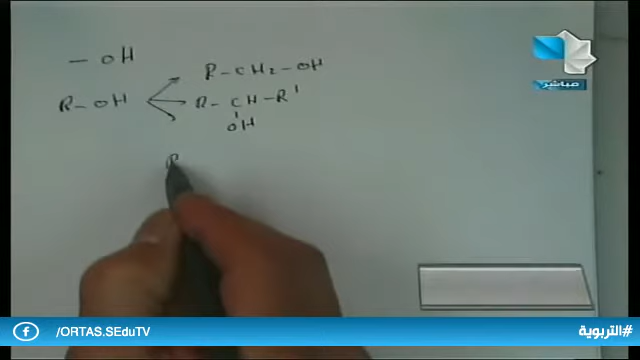 – OH
R – CH2 – OH
R – OH
R – CH – R'
OH
R
مباشر
/ORTAS.SEduTV
#التربوية